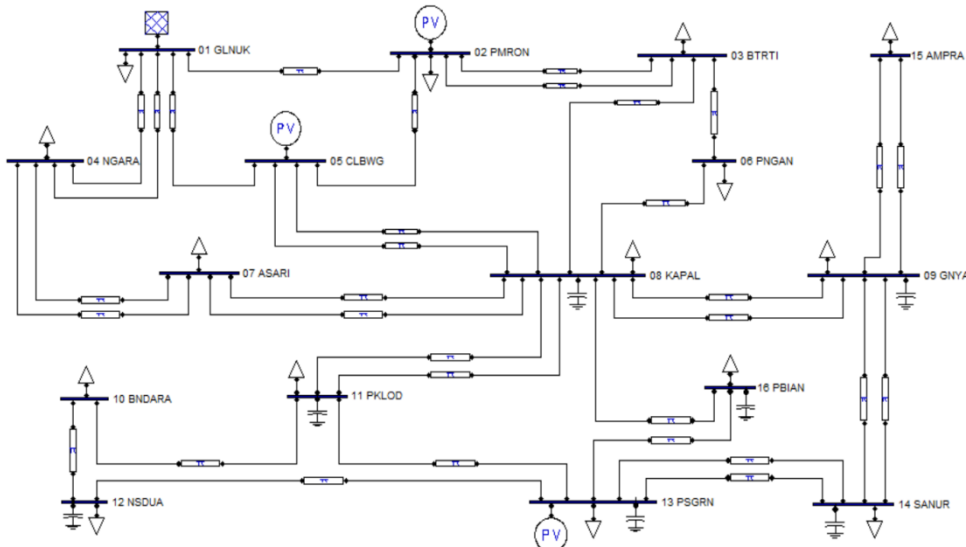 01 GLNUK
PV
02 PMRON
03 BTRTI
15 AMPRA
PV
04 NGARA
05 CLBWG
06 PNGAN
07 ASARI
08 KAPAL
09 GNYA
10 BNDARA
11 PKLOD
16 PBIAN
12 NSDUA
13 PSGRN
14 SANUR
PV